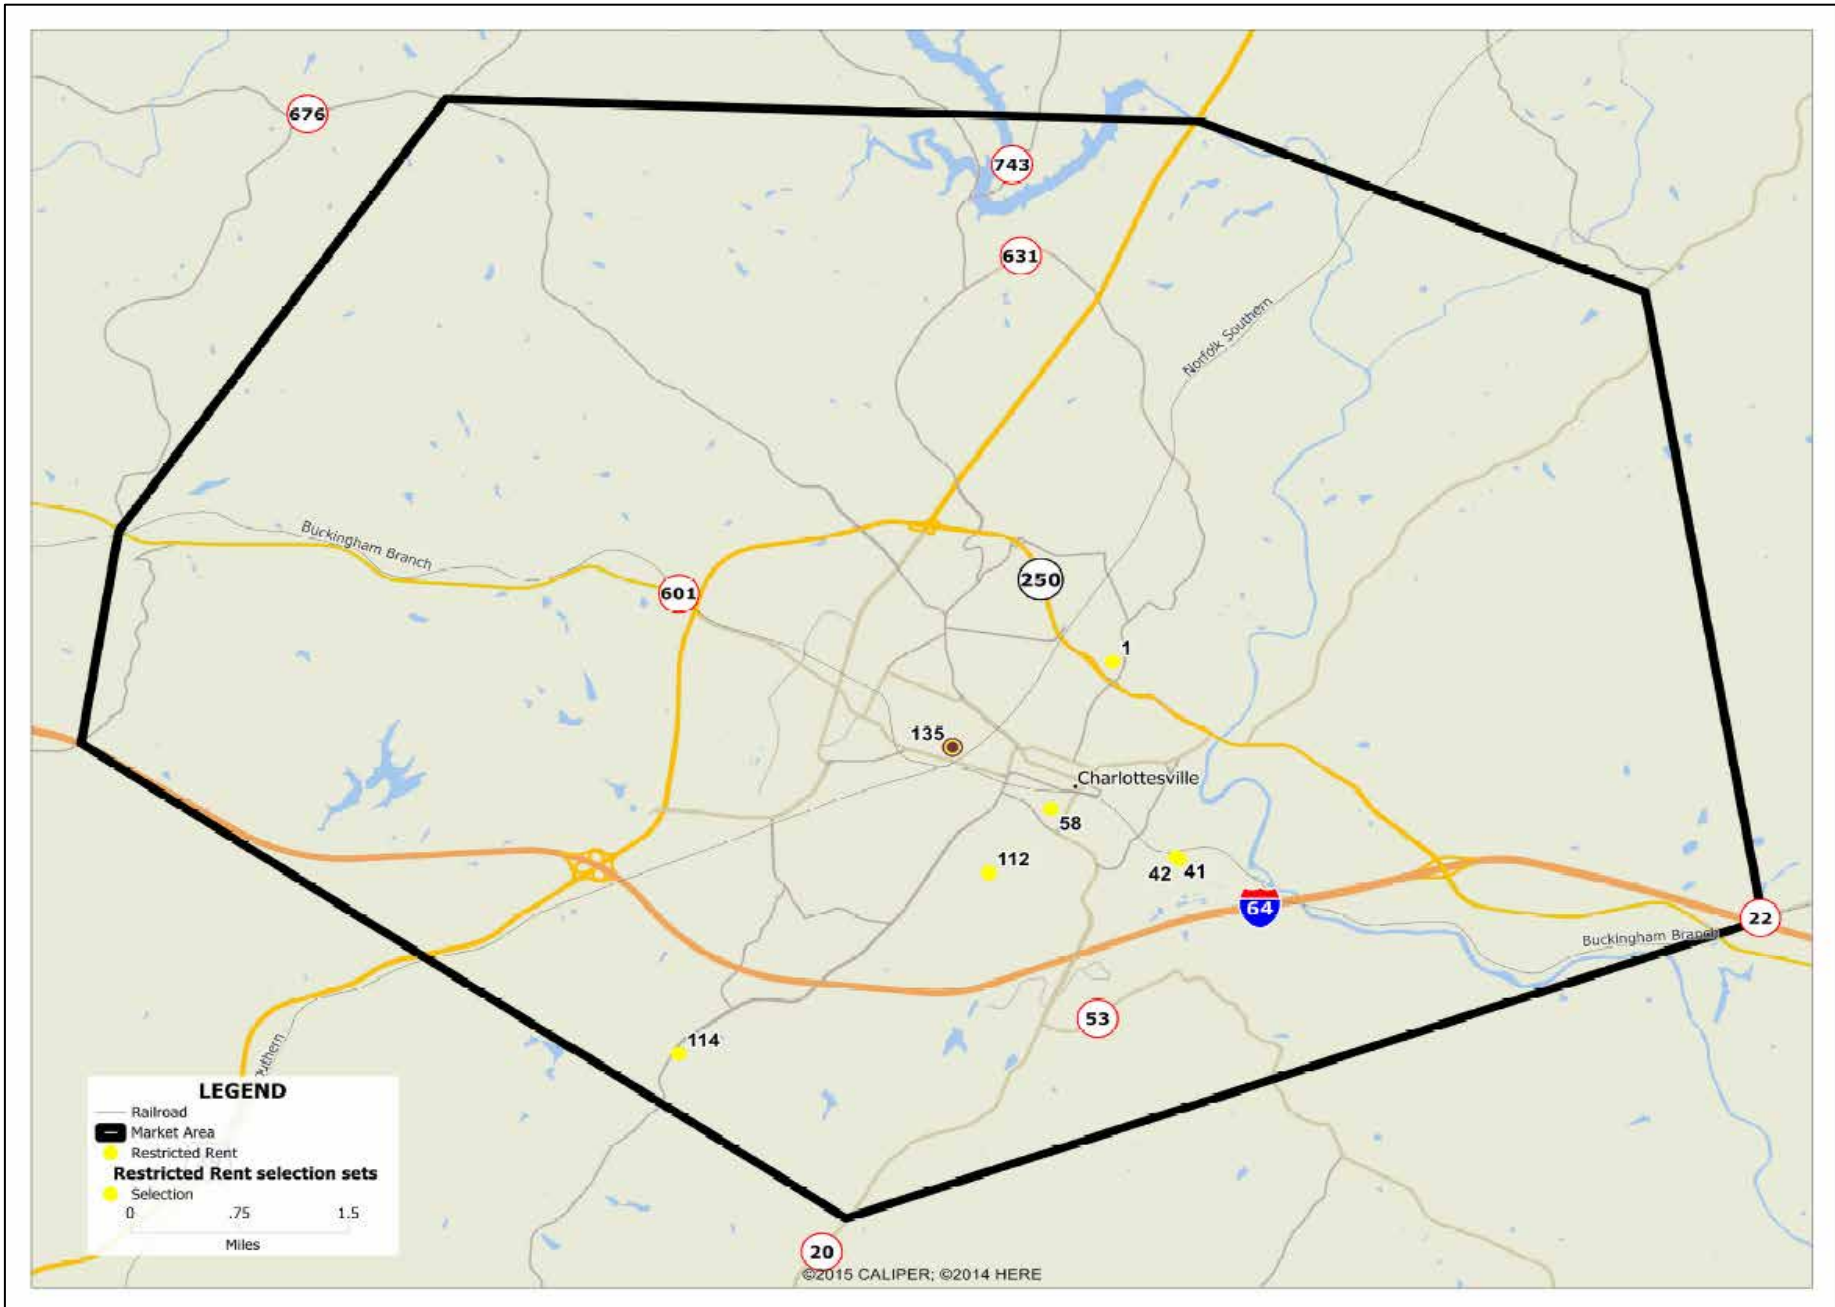 676
743
631
Norfolk Southern
Buckingham Branch
250
601
1
135
Charlottesville
58
112
42 41
64
22
Buckingham Branch
53
114
LEGEND
Railroad
Market Area
Restricted Rent
Restricted Rent selection sets
Selection
0 .75 1.5
Miles
20
©2015 CALIPER; ©2014 HERE